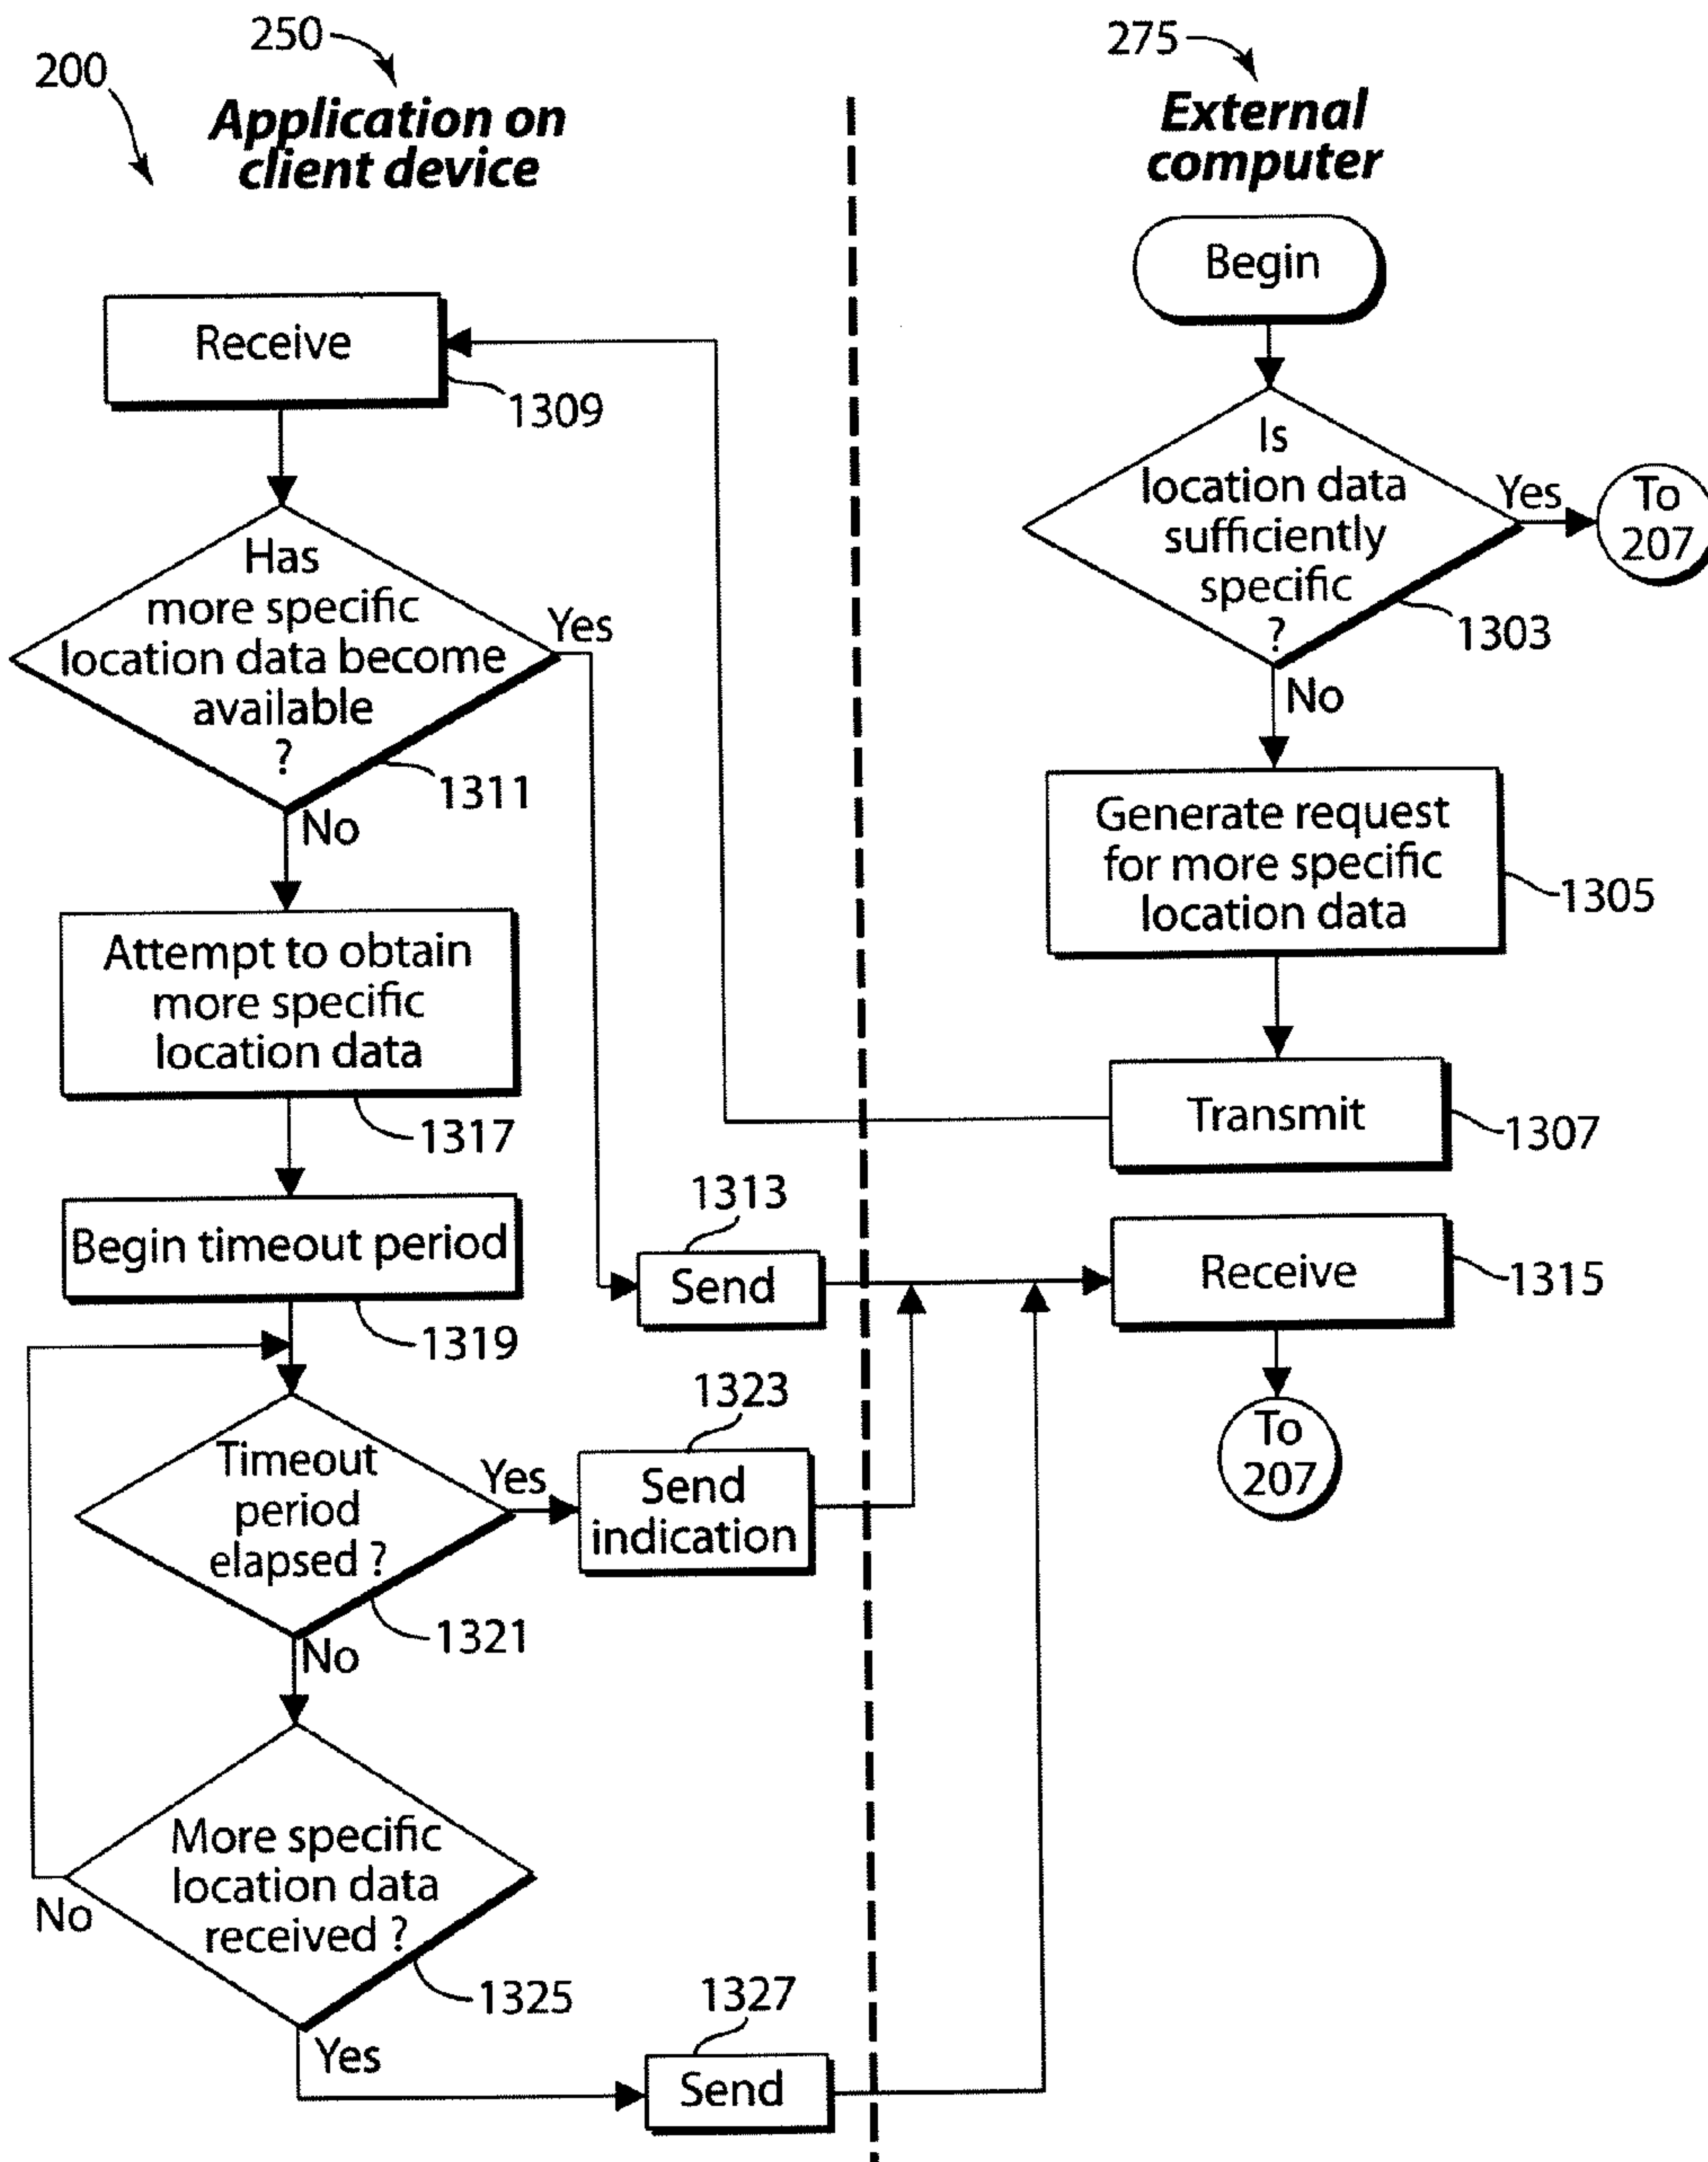 200
250
Application on
client device
275
External
computer
Begin
Receive
1309
Is
location data
sufficiently
specific
?
Yes
To
207
1303
No
Has
more specific
location data become
available
?
Yes
1311
No
Generate request
for more specific
location data
1305
Attempt to obtain
more specific
location data
1317
Transmit
1307
Begin timeout period
1319
1313
Send
Receive
1315
To
207
Timeout
period
elapsed ?
Yes
1321
No
1323
Send
indication
More specific
location data
received ?
No
1325
Yes
1327
Send